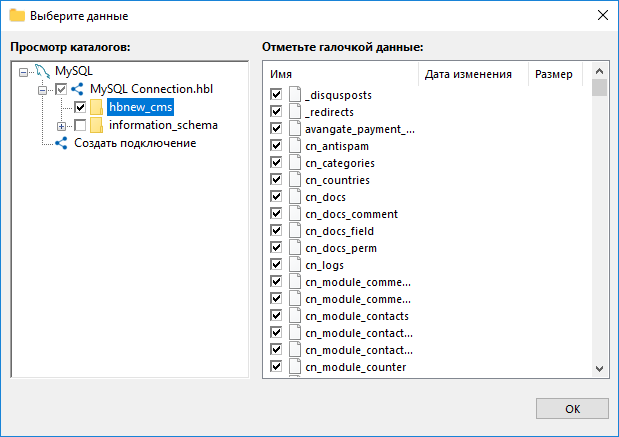 Выберите данные
Просмотр каталогов:
MySQL
MySQL Connection.hbl
hbnew_cms
information_schema
Создать подключение
Отметьте галочкой данные:
Имя Дата изменения Размер
_disqusposts
_redirects
avangate_payment_...
cn_antispam
cn_categories
cn_countries
cn_docs
cn_docs_comment
cn_docs_field
cn_docs_perm
cn_logs
cn_module_comme...
cn_module_comme...
cn_module_contacts
cn_module_contact...
cn_module_contact...
cn_module_counter
OK